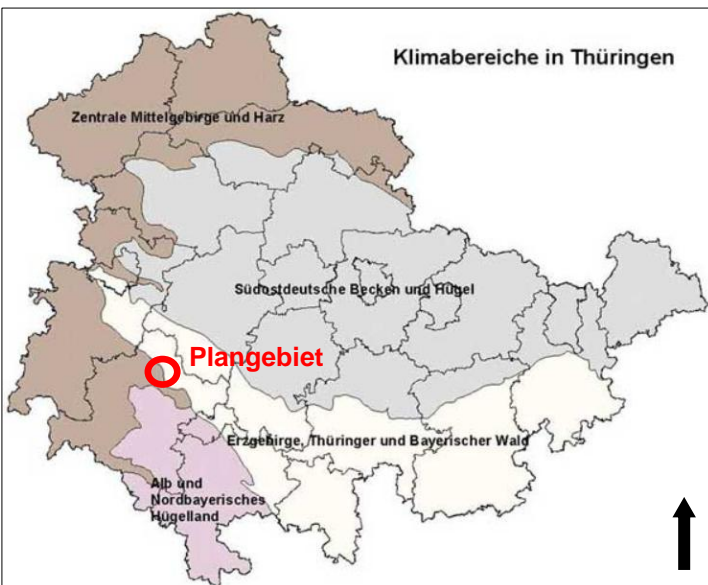 Klimabereiche in Thüringen
Zentrale Mittelgebirge und Harz
Südostdeutsche Becken und Hügel
Plangebiet
Erzgebirge, Thüringer und Bayerischer Wald
Alb und
Nordbayerisches
Hügelland